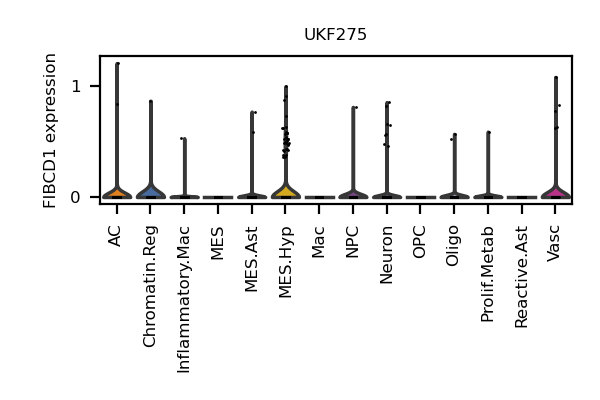 UKF275
FIBCD1 expression
1
0
AC
Chromatin.Reg
Inflammatory.Mac
MES
MES.Ast
MES.Hyp
Mac
NPC
Neuron
OPC
Oligo
Prolif.Metab
Reactive.Ast
Vasc